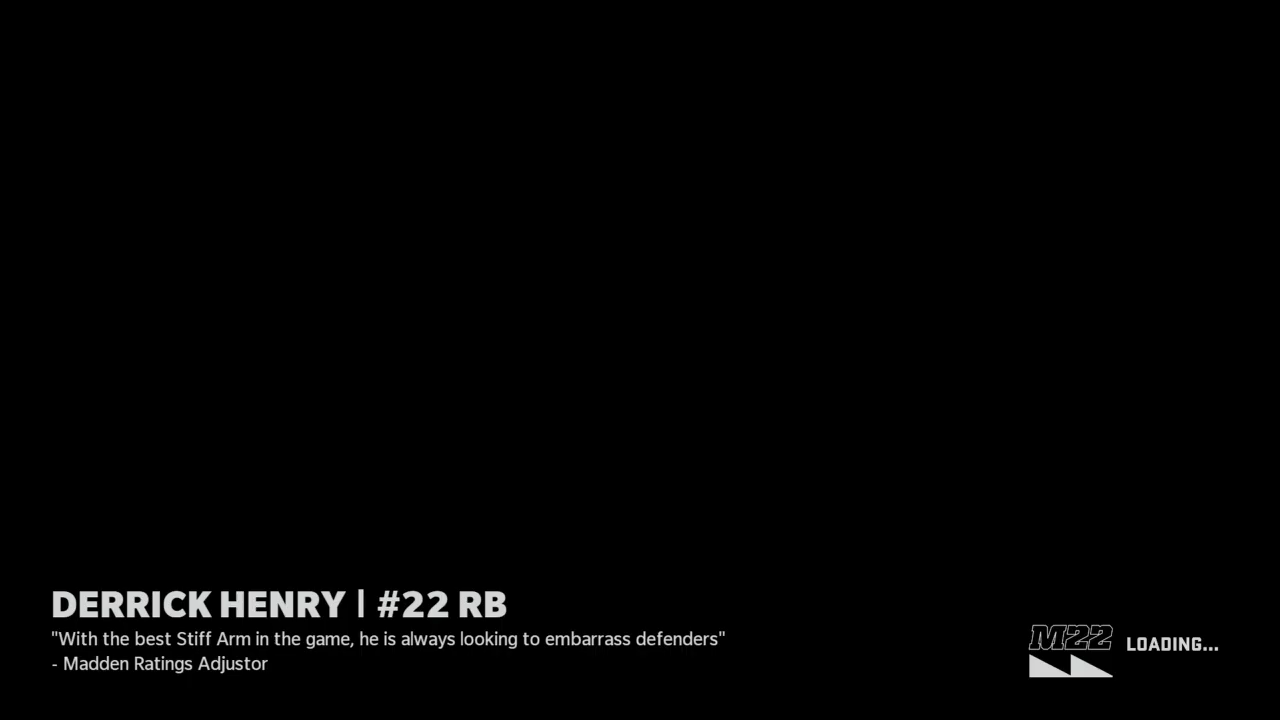 DERRICK HENRY | #22 RB
"With the best Stiff Arm in the game, he is always looking to embarrass defenders"
- Madden Ratings Adjustor
M22 LOADING...